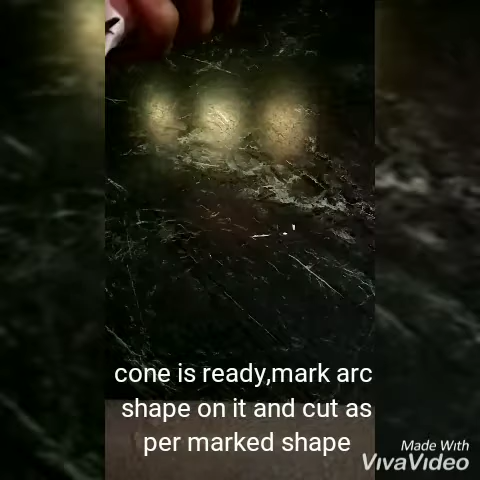 cone is ready,mark arc
shape on it and cut as
per marked shape
Made With
VivaVideo